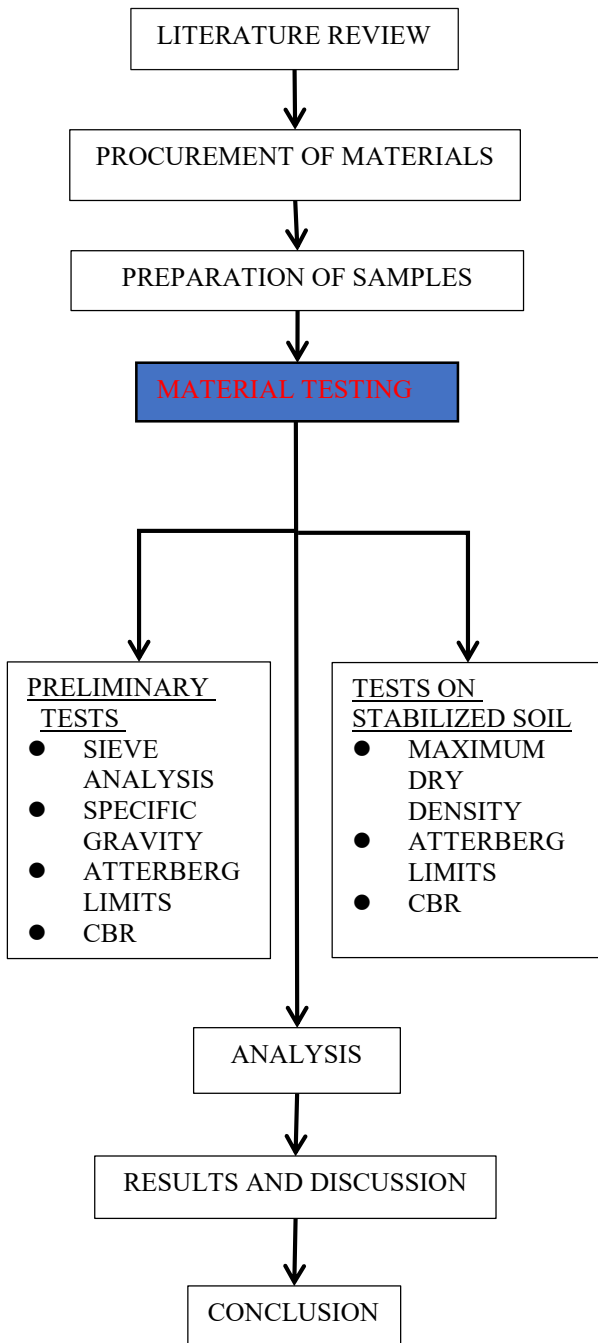 LITERATURE REVIEW
PROCUREMENT OF MATERIALS
PREPARATION OF SAMPLES
MATERIAL TESTING
PRELIMINARY
TESTS
● SIEVE
ANALYSIS
● SPECIFIC
GRAVITY
● ATTERBERG
LIMITS
● CBR
TESTS ON
STABILIZED SOIL
● MAXIMUM
DRY
DENSITY
● ATTERBERG
LIMITS
● CBR
ANALYSIS
RESULTS AND DISCUSSION
CONCLUSION